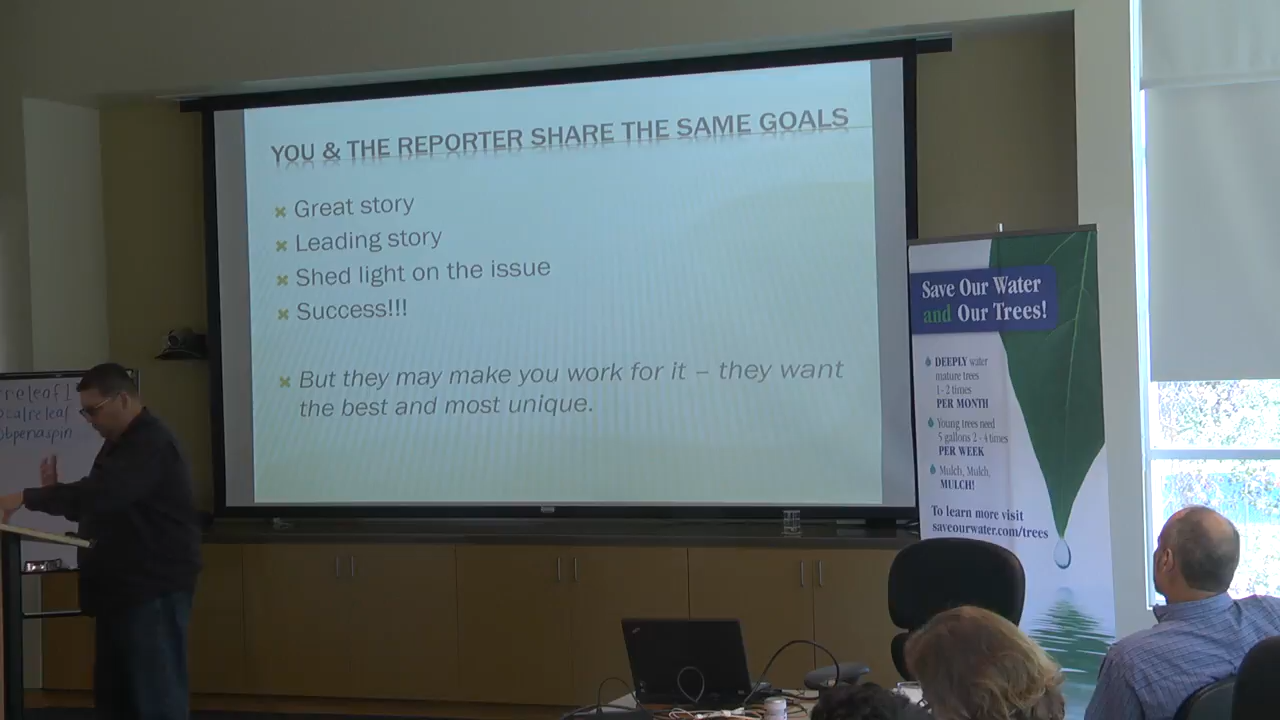 YOU & THE REPORTER SHARE THE SAME GOALS
Great story
Leading story
Shed light on the issue
Success!!!
But they may make you work for it – they want
the best and most unique.
Save Our Water
and Our Trees!
DEEPLY water
mature trees
1 - 2 times
PER MONTH
Young trees need
5 gallons 2 - 4 times
PER WEEK
Mulch, Mulch,
MULCH!
To learn more visit
saveourwater.com/trees